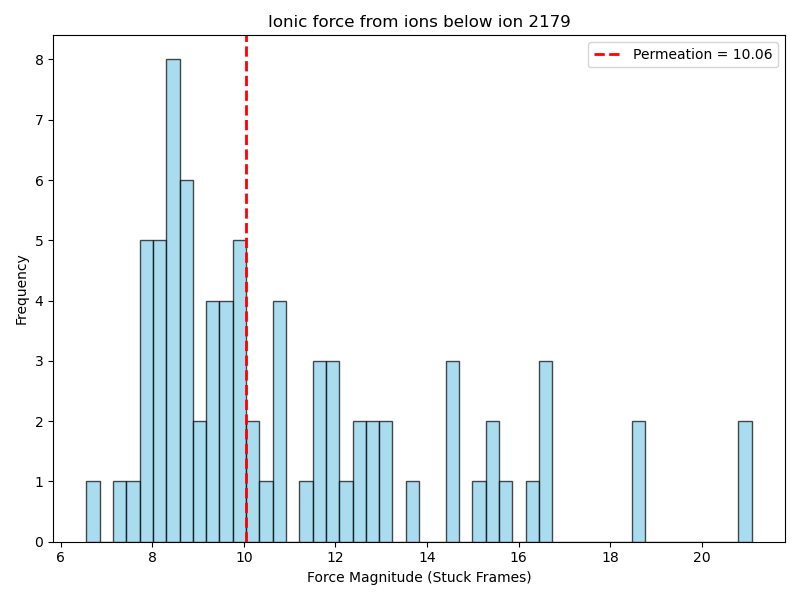 Ionic force from ions below ion 2179
Permeation = 10.06
8
7
6
5
4
3
2
1
0
Frequency
6 8 10 12 14 16 18 20
Force Magnitude (Stuck Frames)